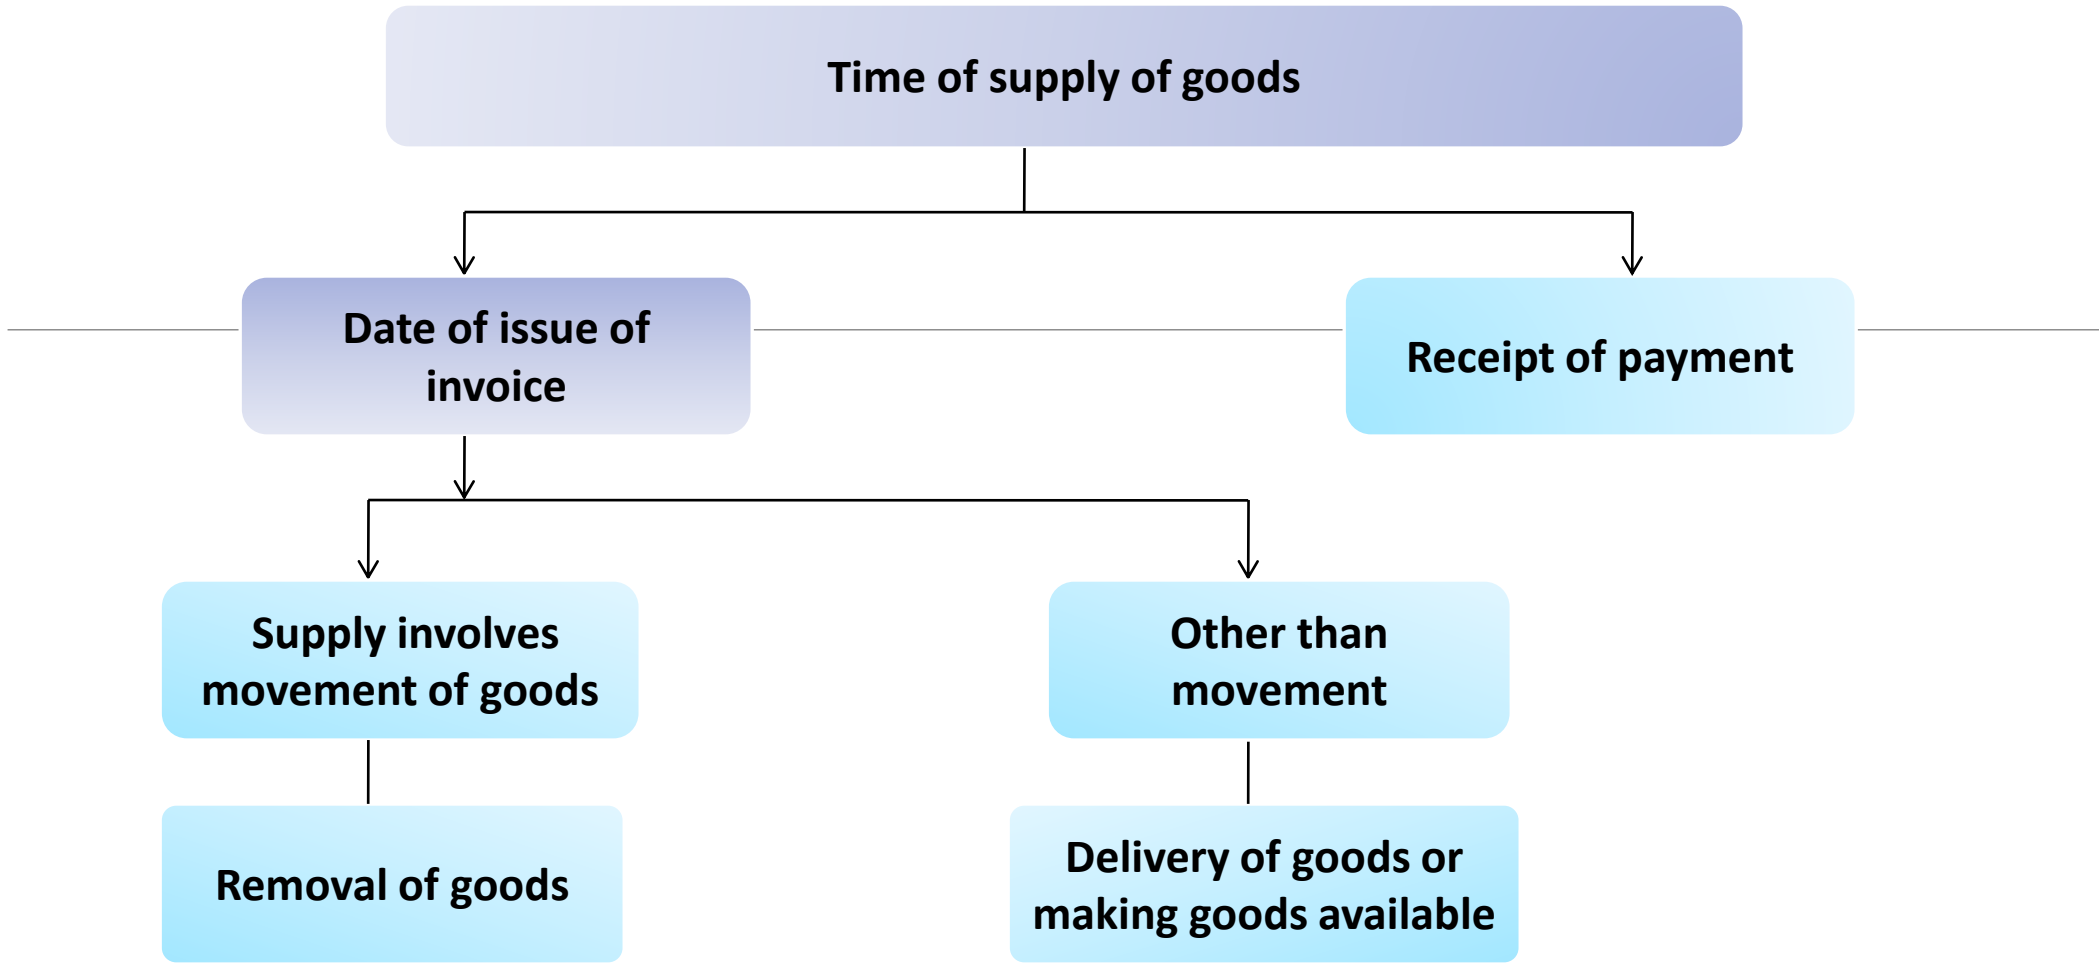 Time of supply of goods
Date of issue of
invoice
Receipt of payment
Supply involves
movement of goods
Other than
movement
Removal of goods
Delivery of goods or
making goods available